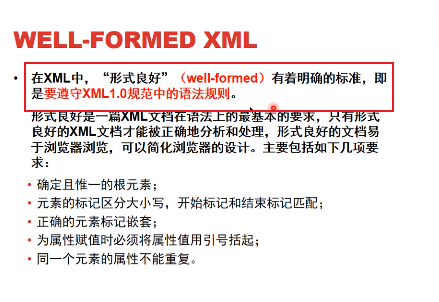 WELL-FORMED XML
• 在XML中，“形式良好”（well-formed）有着明确的标准，即
是要遵守XML1.0规范中的语法规则。
形式良好是一篇XML文档在语法上的最基本的要求，只有形式
良好的XML文档才能被正确地分析和处理，形式良好的文档易
于浏览器浏览，可以简化浏览器的设计。主要包括如下几项要
求：
• 确定且惟一的根元素；
• 元素的标记区分大小写，开始标记和结束标记匹配；
• 正确的元素标记嵌套；
• 为属性赋值时必须将属性值用引号括起；
• 同一个元素的属性不能重复。